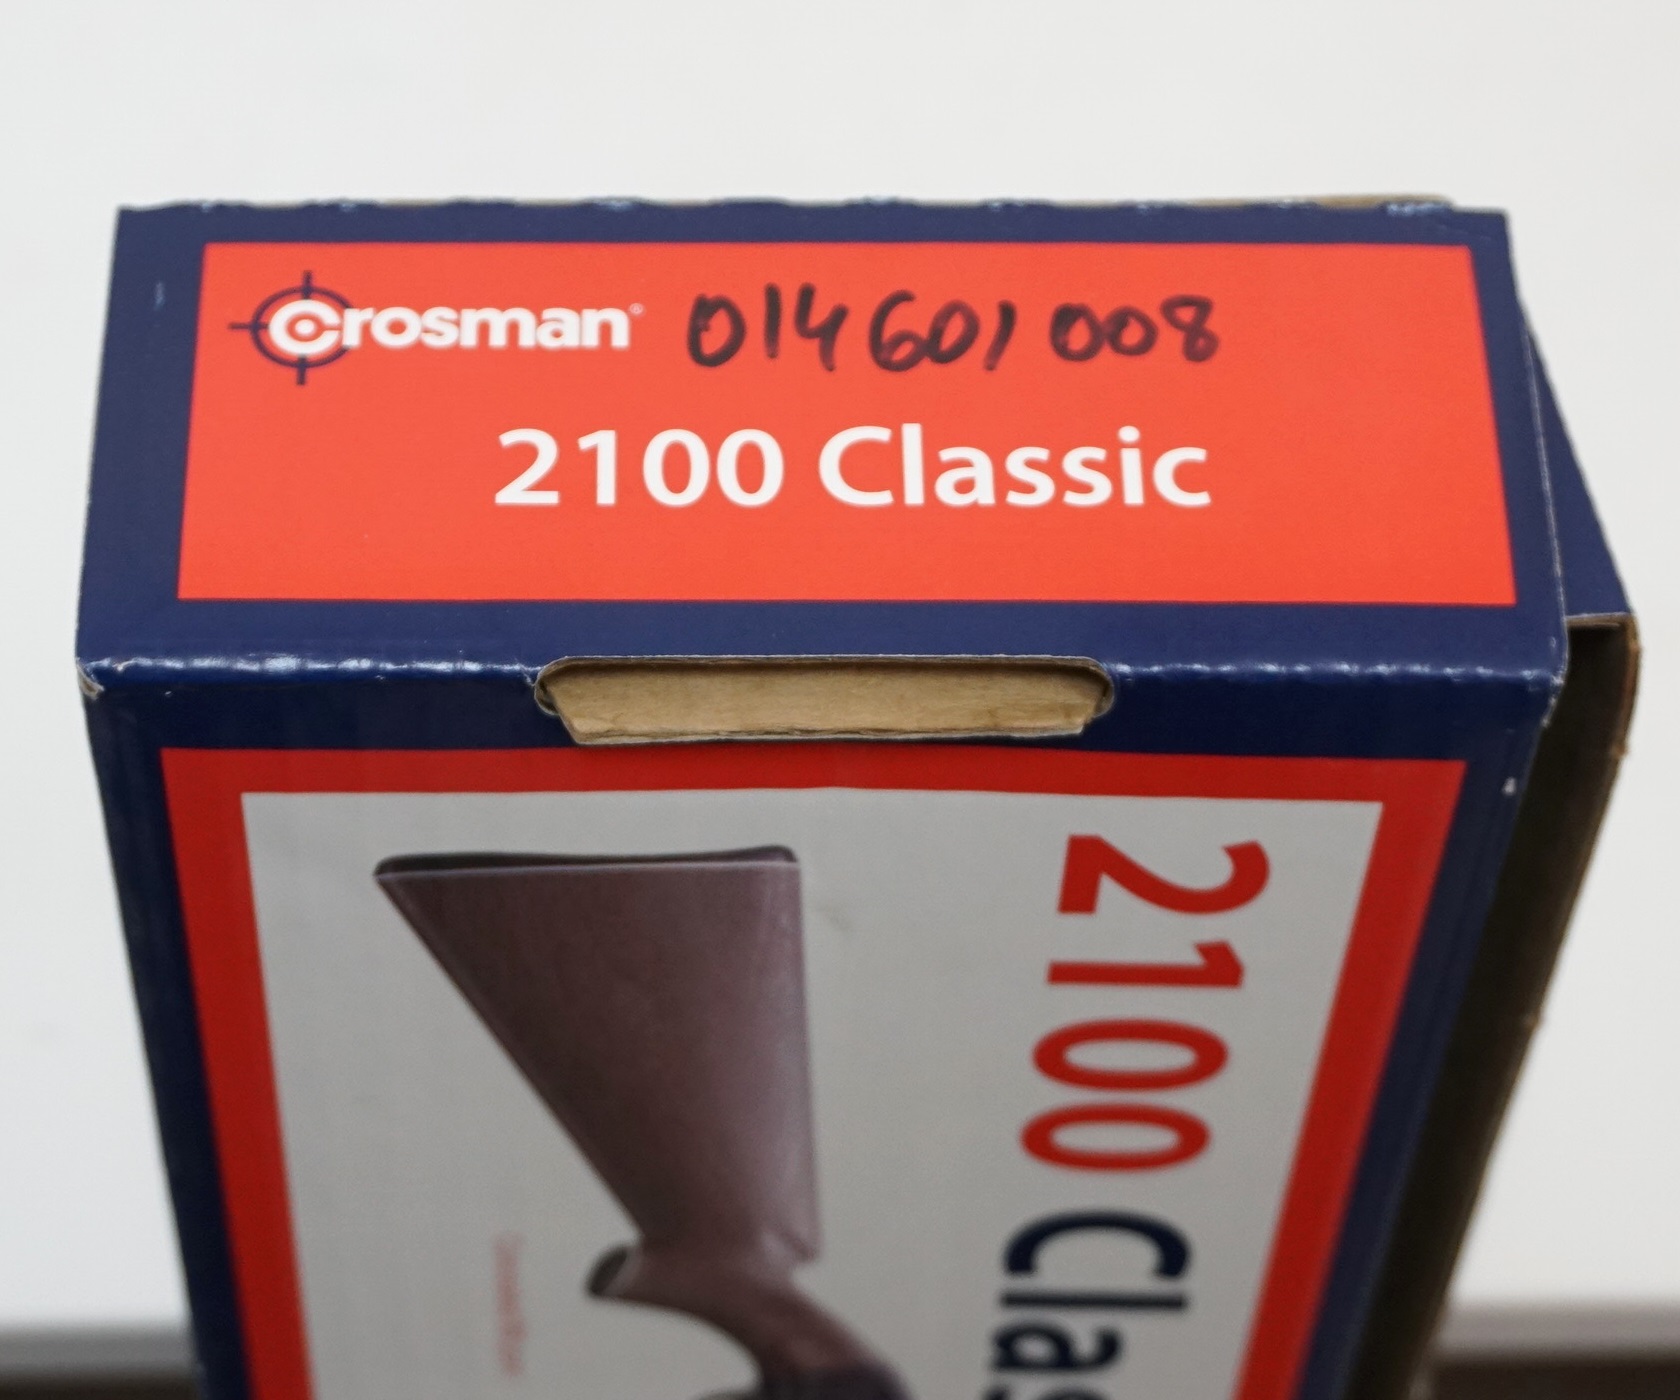 Crosman® 014601008
2100 Classic
2100 Clas